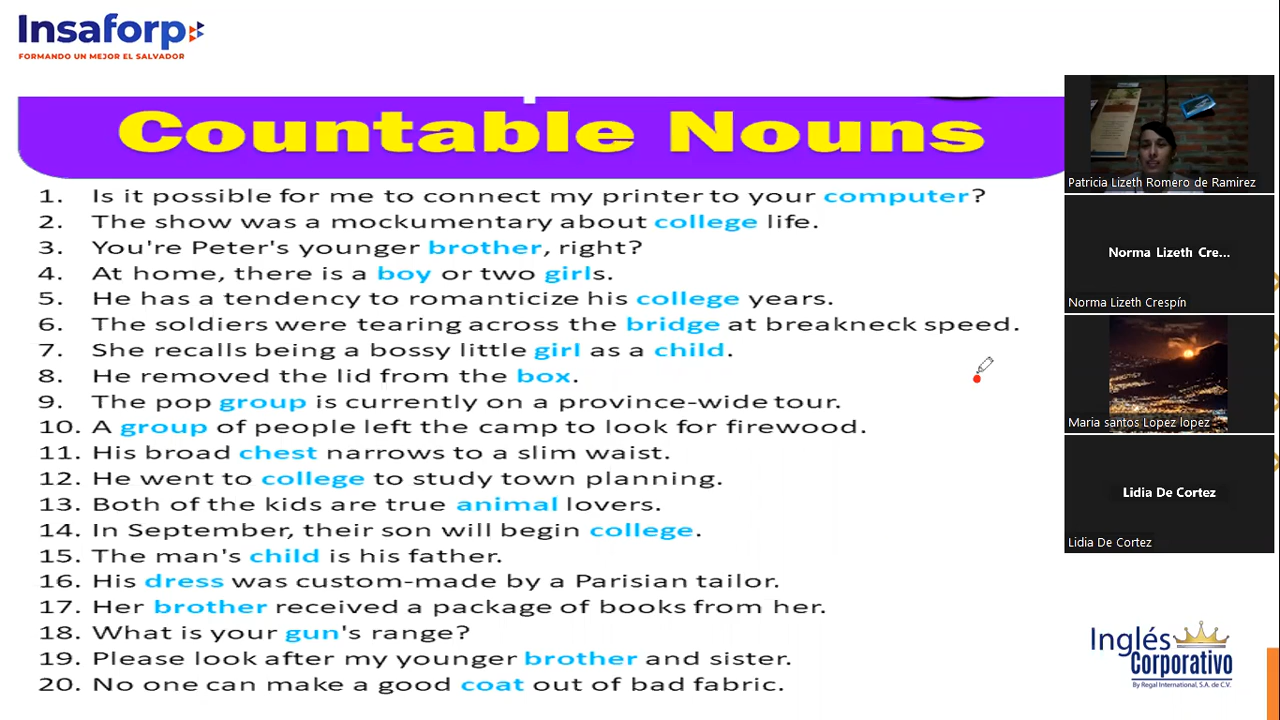 Insaforp
FORMANDO UN MEJOR EL SALVADOR
Countable Nouns
1. Is it possible for me to connect my printer to your computer?
2. The show was a mockumentary about college life.
3. You're Peter's younger brother, right?
4. At home, there is a boy or two girls.
5. He has a tendency to romanticize his college years.
6. The soldiers were tearing across the bridge at breakneck speed.
7. She recalls being a bossy little girl as a child.
8. He removed the lid from the box.
9. The pop group is currently on a province-wide tour.
10. A group of people left the camp to look for firewood.
11. His broad chest narrows to a slim waist.
12. He went to college to study town planning.
13. Both of the kids are true animal lovers.
14. In September, their son will begin college.
15. The man's child is his father.
16. His dress was custom-made by a Parisian tailor.
17. Her brother received a package of books from her.
18. What is your gun's range?
19. Please look after my younger brother and sister.
20. No one can make a good coat out of bad fabric.
Patricia Lizeth Romero de Ramirez
Norma Lizeth Cre...
Norma Lizeth Crespín
Maria santos Lopez lopez
Lidia De Cortez
Lidia De Cortez
Inglés
Corporativo
By Regal International, S.A. de C.V.